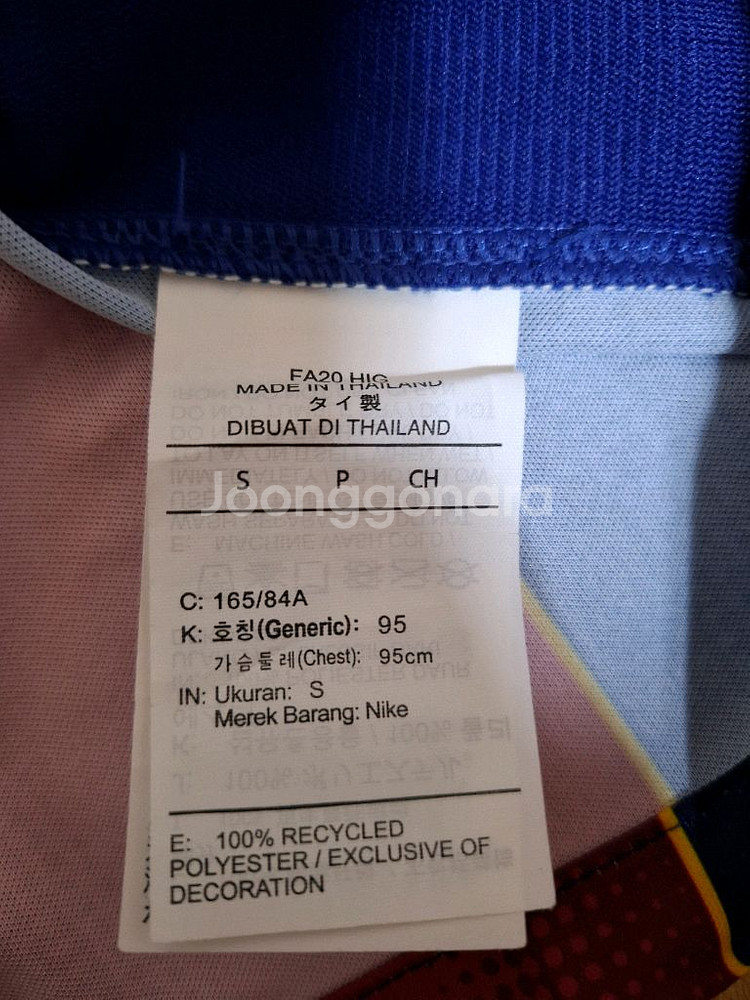 FA20 HIG
MADE IN THAILAND
タイ製
DIBUAT DI THAILAND
S P CH
Joonggonara
C: 165/84A
K: 호칭(Generic): 95
가슴둘레(Chest): 95cm
IN: Ukuran: S
Merek Barang: Nike
E: 100% RECYCLED
POLYESTER / EXCLUSIVE OF
DECORATION